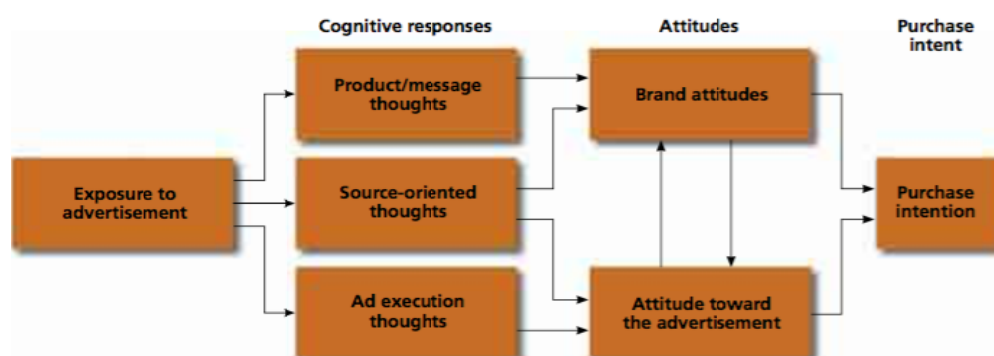 Cognitive responses
Attitudes
Purchase
intent
Product/message
thoughts
Brand attitudes
Exposure to
advertisement
Source-oriented
thoughts
Purchase
intention
Ad execution
thoughts
Attitude toward
the advertisement